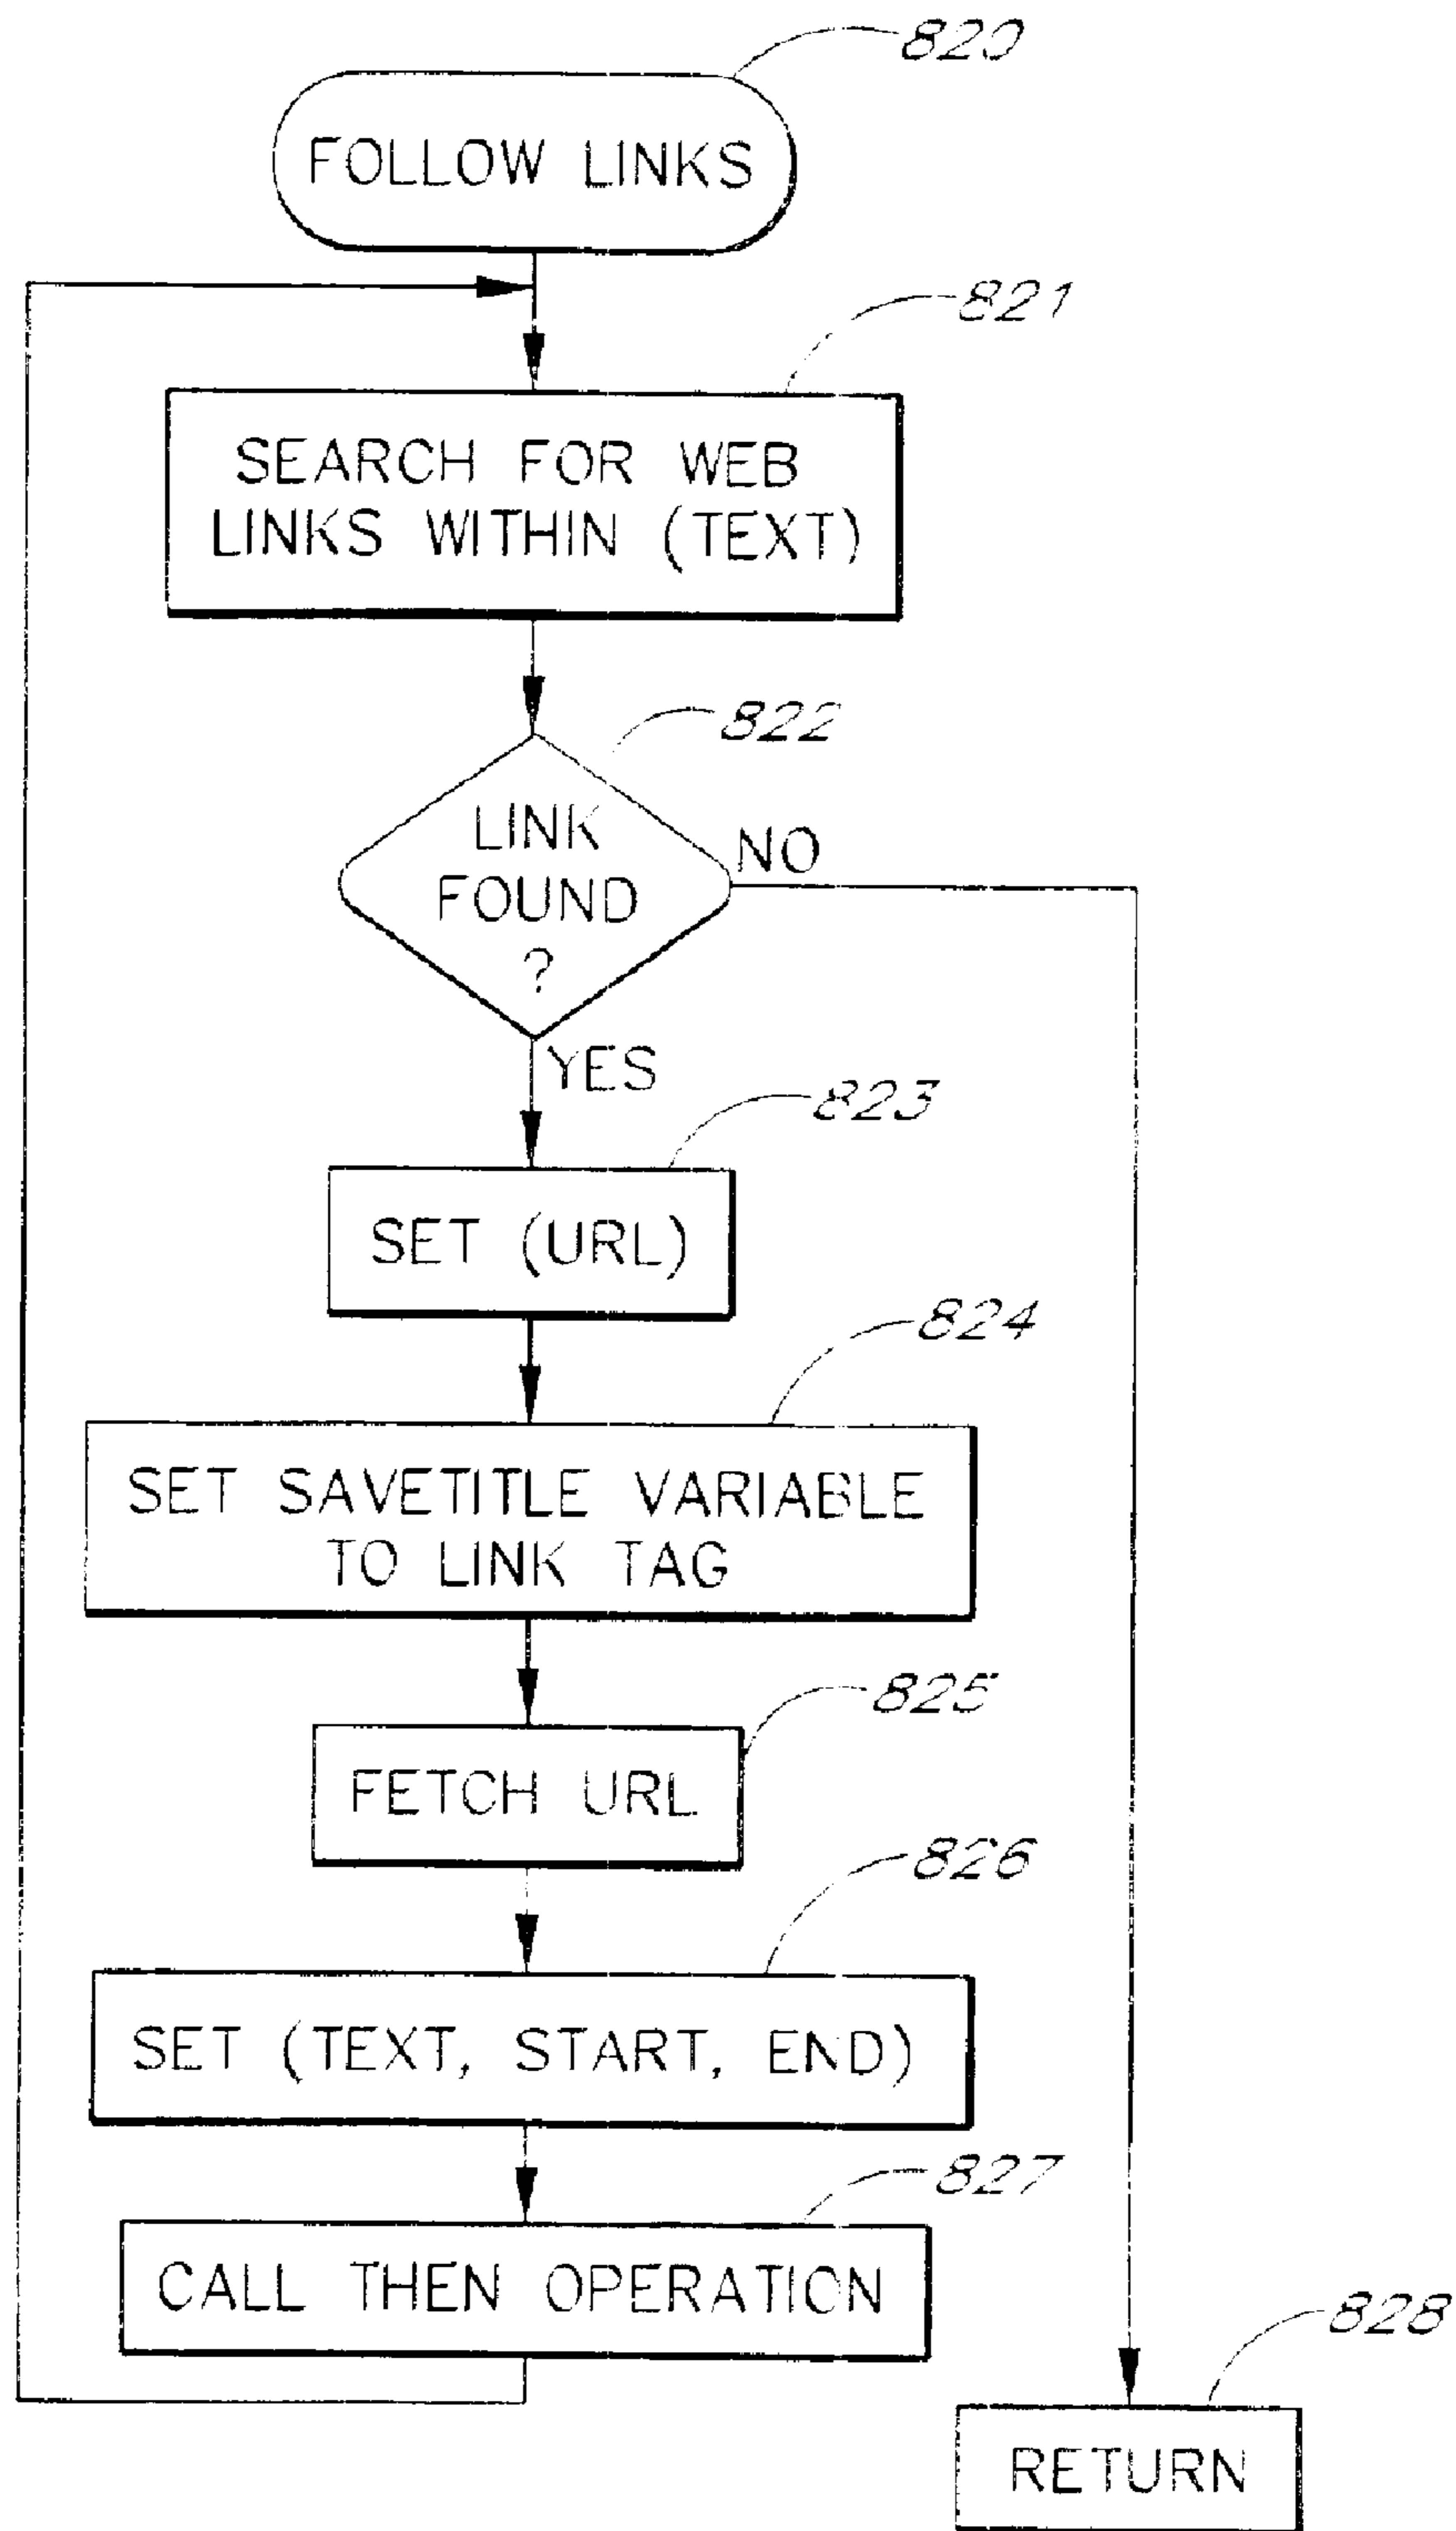 820
FOLLOW LINKS
821
SEARCH FOR WEB
LINKS WITHIN (TEXT)
822
LINK
FOUND
?
NO
YES
823
SET (URL)
824
SET SAVETITLE VARIABLE
TO LINK TAG
825
FETCH URL
826
SET (TEXT, START, END)
827
CALL THEN OPERATION
828
RETURN